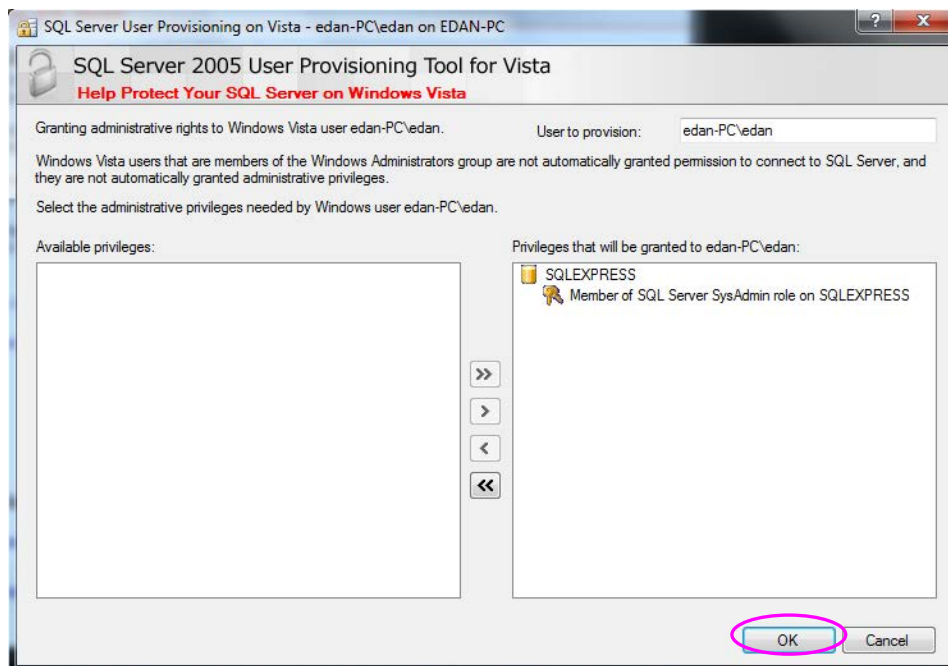 SQL Server User Provisioning on Vista - edan-PC\edan on EDAN-PC
SQL Server 2005 User Provisioning Tool for Vista
Help Protect Your SQL Server on Windows Vista
Granting administrative rights to Windows Vista user edan-PC\edan.
User to provision:
edan-PC\edan
Windows Vista users that are members of the Windows Administrators group are not automatically granted permission to connect to SQL Server, and
they are not automatically granted administrative privileges.
Select the administrative privileges needed by Windows user edan-PC\edan.
Available privileges:
Privileges that will be granted to edan-PC\edan:
SQLEXPRESS
Member of SQL Server SysAdmin role on SQLEXPRESS
>>
>
<
<<
OK
Cancel